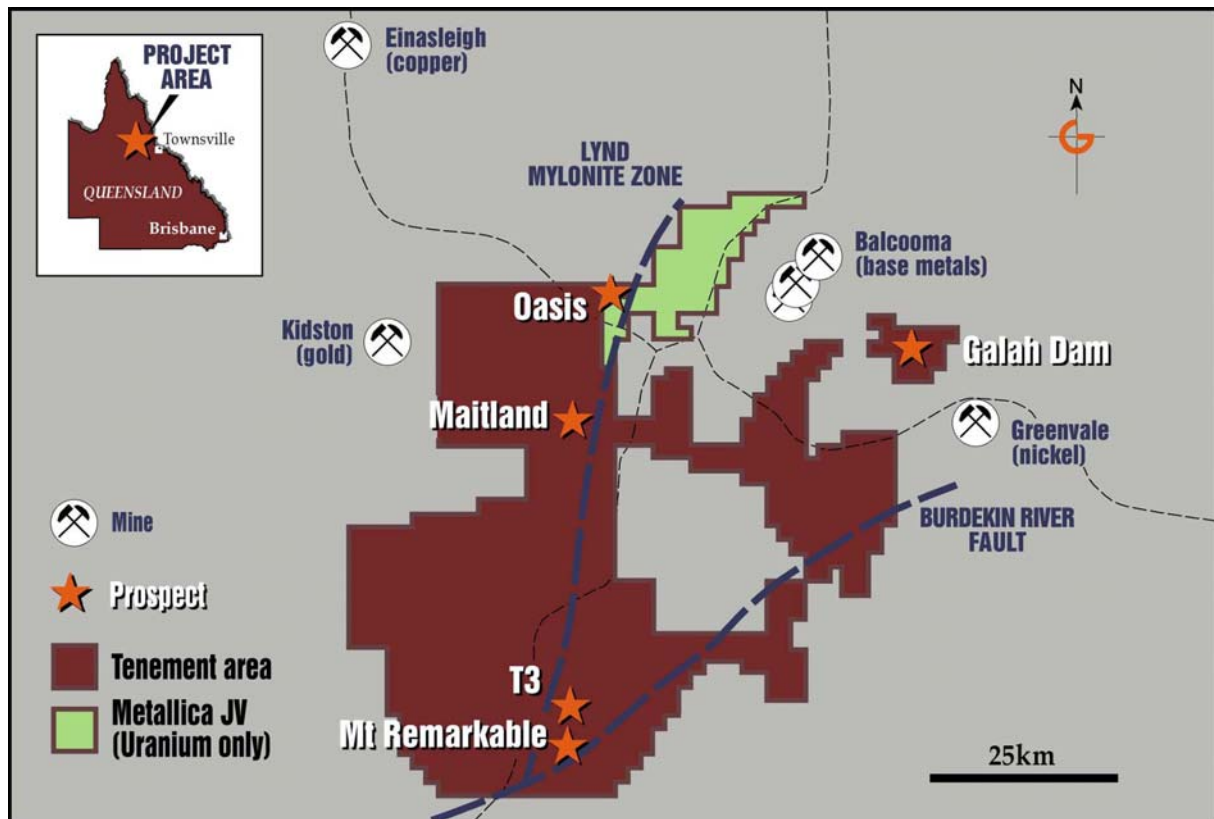 PROJECT
AREA
Townsville
QUEENSLAND
Brisbane
Einasleigh
(copper)
N
LYND
MYLONITE ZONE
Balcooma
(base metals)
Oasis
Kidston
(gold)
Galah Dam
Maitland
Greenvale
(nickel)
BURDEKIN RIVER
FAULT
Mine
Prospect
Tenement area
Metallica JV
(Uranium only)
T3
Mt Remarkable
25km